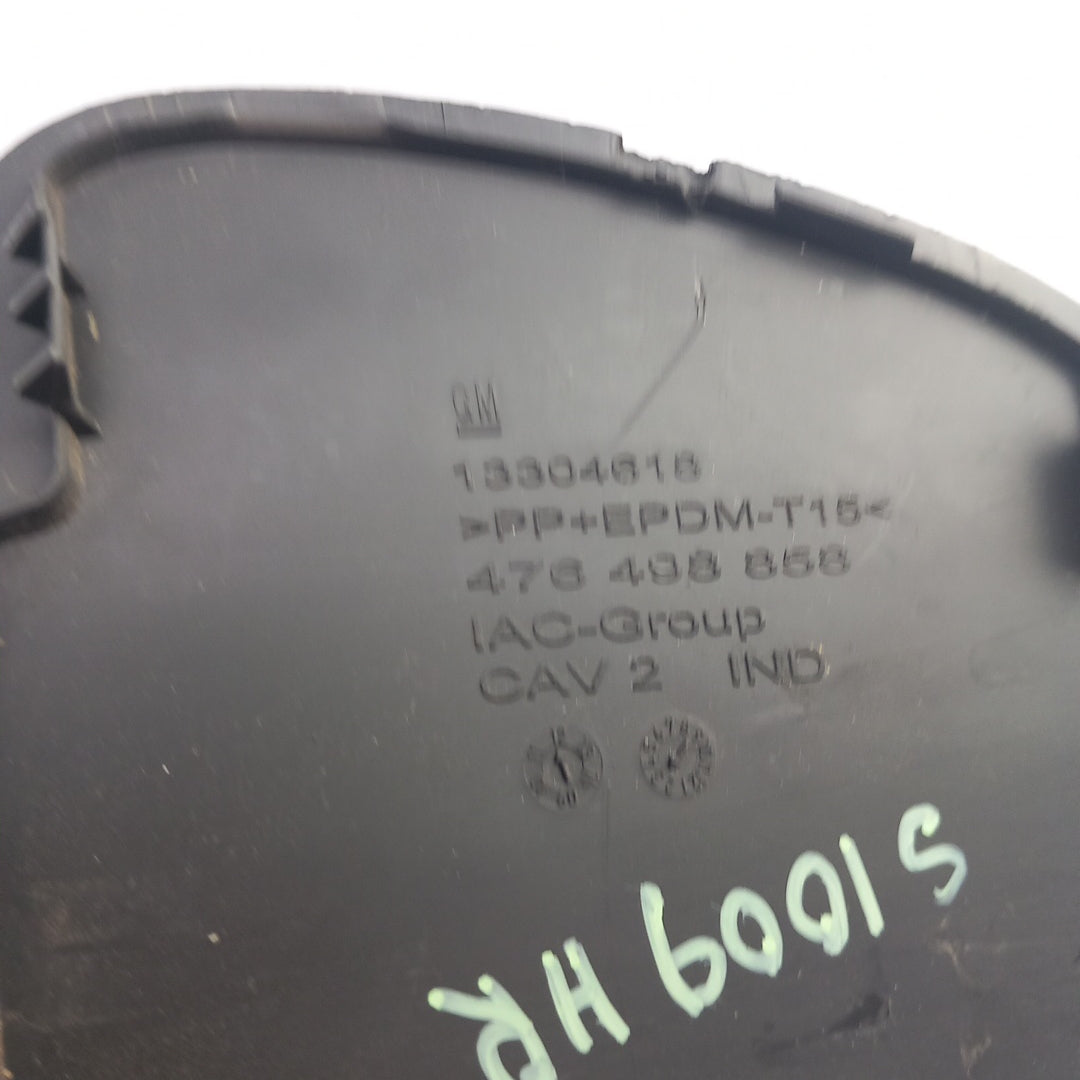 GM
13304618
>PP+EPDM-T15<
476 498 858
IAC-Group
CAV 2 IND
S1009 HR